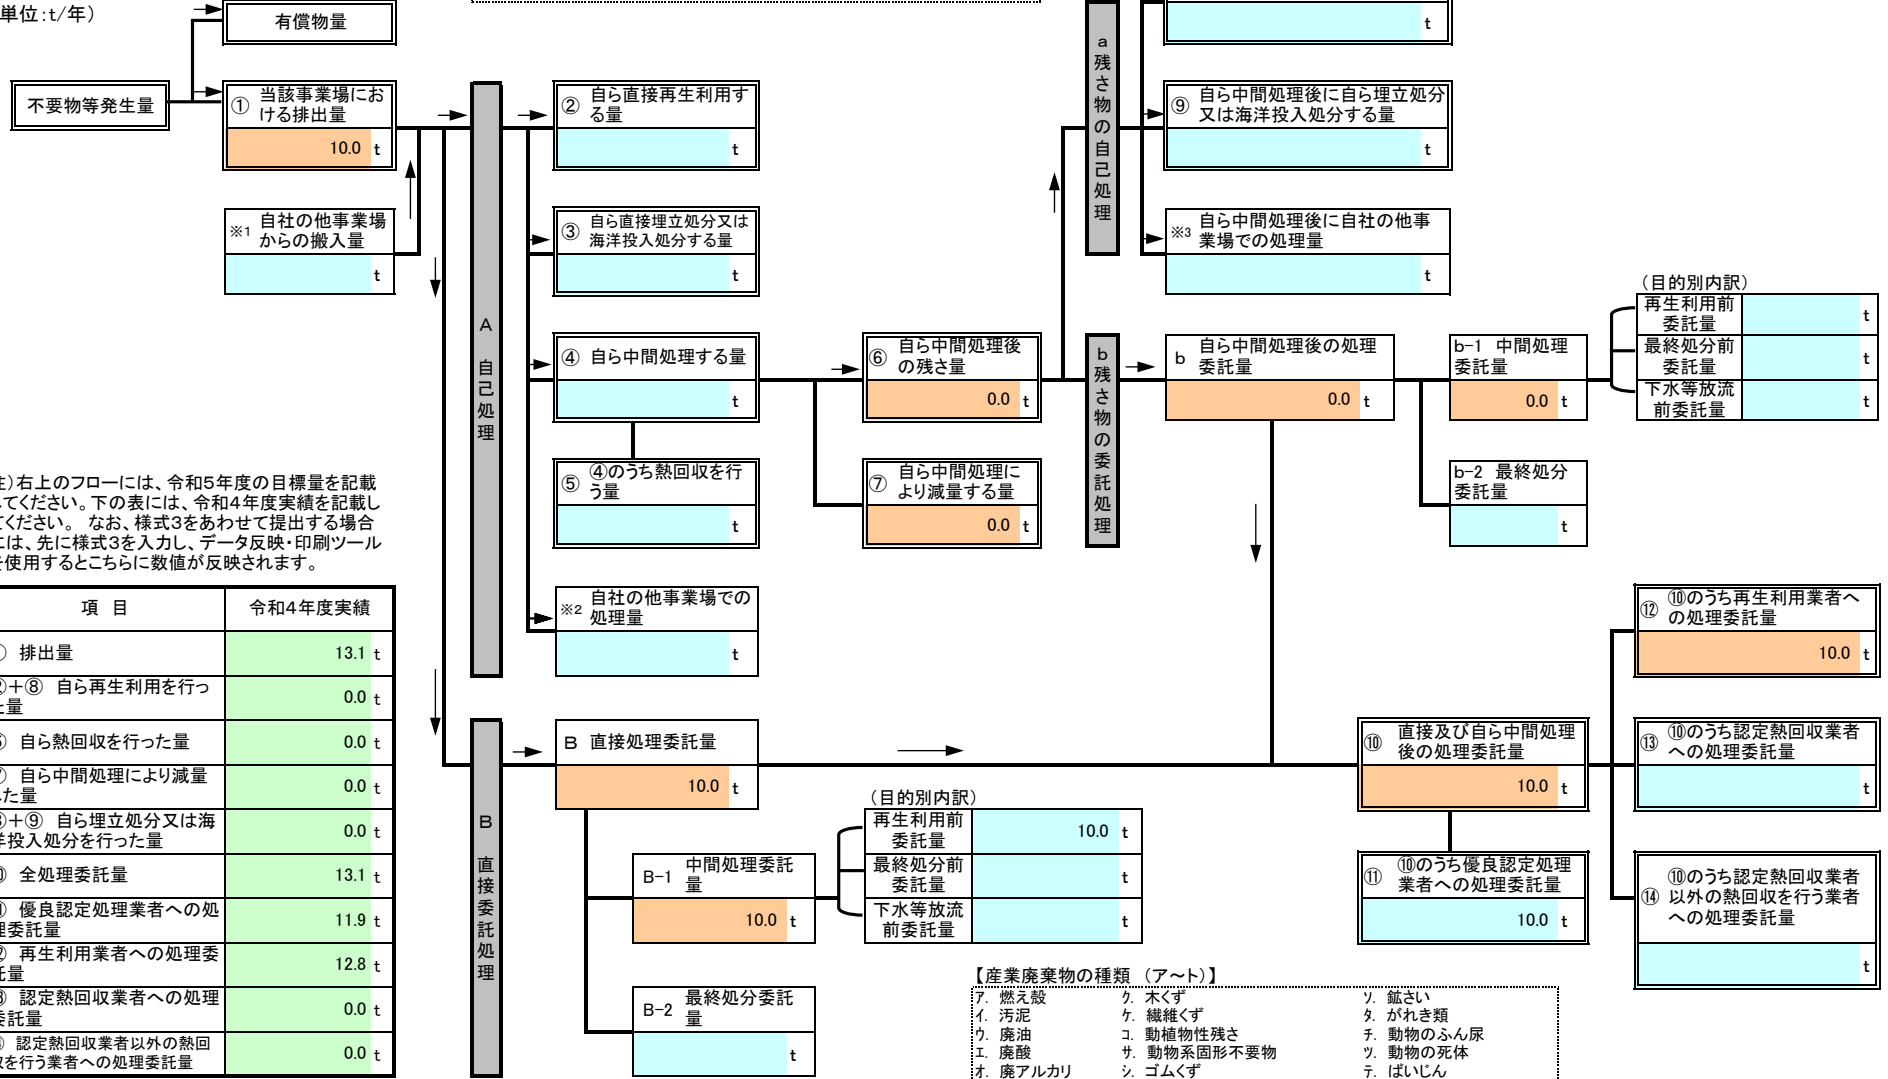 単位:t/年)
有償物量
不要物等発生量
① 当該事業場にお
ける排出量
10.0 t
※1 自社の他事業場
からの搬入量
t
A 自己処理
② 自ら直接再生利用す
る量
t
③ 自ら直接埋立処分又は
海洋投入処分する量
t
④ 自ら中間処理する量
t
⑤ ④のうち熱回収を行
う量
t
※2 自社の他事業場での
処理量
t
⑥ 自ら中間処理後
の残さ量
0.0 t
⑦ 自ら中間処理に
より減量する量
0.0 t
a 残さ物の自己処理
t
⑨ 自ら中間処理後に自ら埋立処分
又は海洋投入処分する量
t
※3 自ら中間処理後に自社の他事
業場での処理量
t
b 残さ物の委託処理
b 自ら中間処理後の処理
委託量
0.0 t
b-1 中間処理
委託量
0.0 t
b-2 最終処分
委託量
t
(目的別内訳)
再生利用前
委託量
t
最終処分前
委託量
t
下水等放流
前委託量
t
)右上のフローには、令和5年度の目標量を記載
てください。下の表には、令和4年度実績を記載し
ください。 なお、様式3をあわせて提出する場合
は、先に様式3を入力し、データ反映・印刷ツール
使用するとこちらに数値が反映されます。
項 目 令和4年度実績
排出量 13.1 t
+⑧ 自ら再生利用を行っ
量
0.0 t
自ら熱回収を行った量 0.0 t
自ら中間処理により減量
た量
0.0 t
+⑨ 自ら埋立処分又は海
投入処分を行った量
0.0 t
全処理委託量 13.1 t
優良認定処理業者への処
委託量
11.9 t
再生利用業者への処理委
量
12.8 t
認定熱回収業者への処理
託量
0.0 t
認定熱回収業者以外の熱回
を行う業者への処理委託量
0.0 t
B 直接委託処理
B 直接処理委託量
10.0 t
B-1 中間処理委託
量
10.0 t
B-2 最終処分委託
量
t
(目的別内訳)
再生利用前
委託量
10.0 t
最終処分前
委託量
t
下水等放流
前委託量
t
⑩ 直接及び自ら中間処理
後の処理委託量
10.0 t
⑪ ⑩のうち優良認定処理
業者への処理委託量
10.0 t
⑫ ⑩のうち再生利用業者へ
の処理委託量
10.0 t
⑬ ⑩のうち認定熱回収業者
への処理委託量
t
⑭ ⑩のうち認定熱回収業者
以外の熱回収を行う業者
への処理委託量
t
【産業廃棄物の種類 (ア~ト)】
ア. 燃え殻 ク. 木くず ソ. 鉱さい
イ. 汚泥 ケ. 繊維くず タ. がれき類
ウ. 廃油 コ. 動植物性残さ チ. 動物のふん尿
エ. 廃酸 サ. 動物系固形不要物 ツ. 動物の死体
オ. 廃アルカリ シ. ゴムくず テ. ばいじん